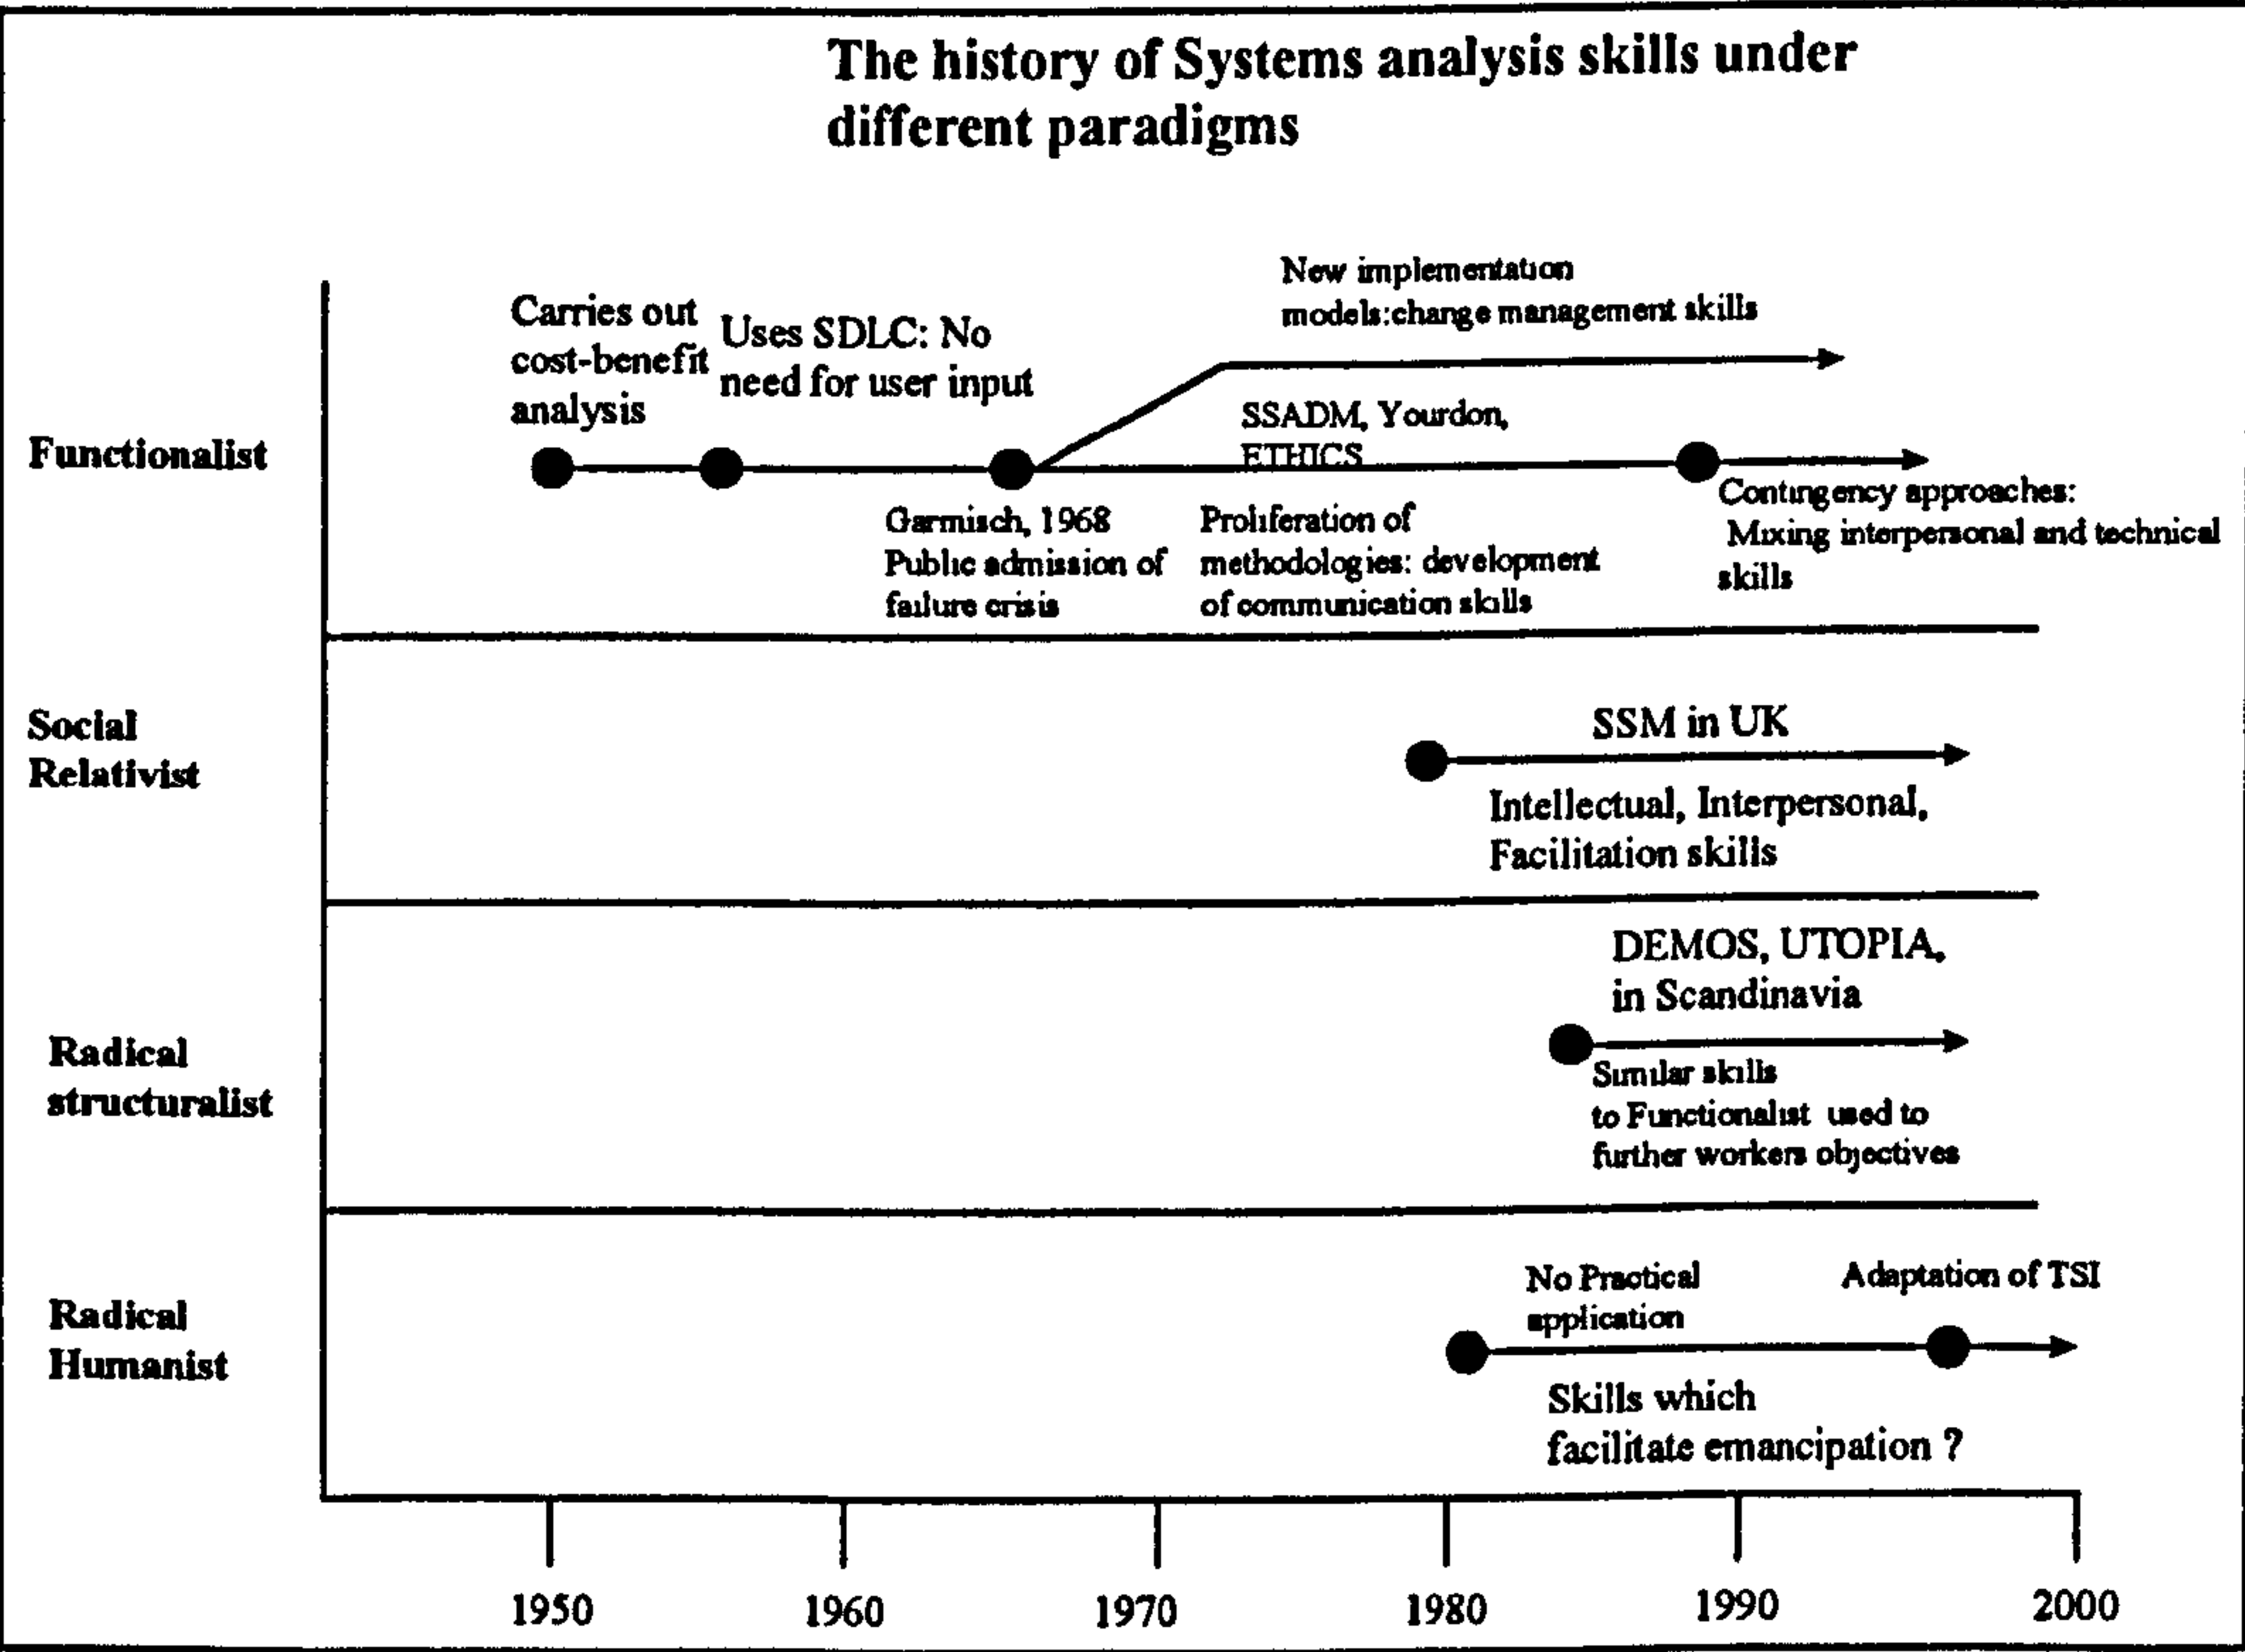 The history of Systems analysis skills under
different paradigms
New implementation
models:change management skills
Carries out
cost-benefit
analysis
Uses SDLC: No
need for user input
SSADM, Yourdon,
ETHICS
Functionalist
Garmisch, 1968
Public admission of
failure crisis
Proliferation of
methodologies: development
of communication skills
Contingency approaches:
Mixing interpersonal and technical
skills
Social
Relativist
SSM in UK
Intellectual, Interpersonal,
Facilitation skills
DEMOS, UTOPIA,
in Scandinavia
Radical
structuralist
Similar skills
to Functionalist used to
further workers objectives
No Practical
application
Adaptation of TSI
Radical
Humanist
Skills which
facilitate emancipation ?
1950 1960 1970 1980 1990 2000